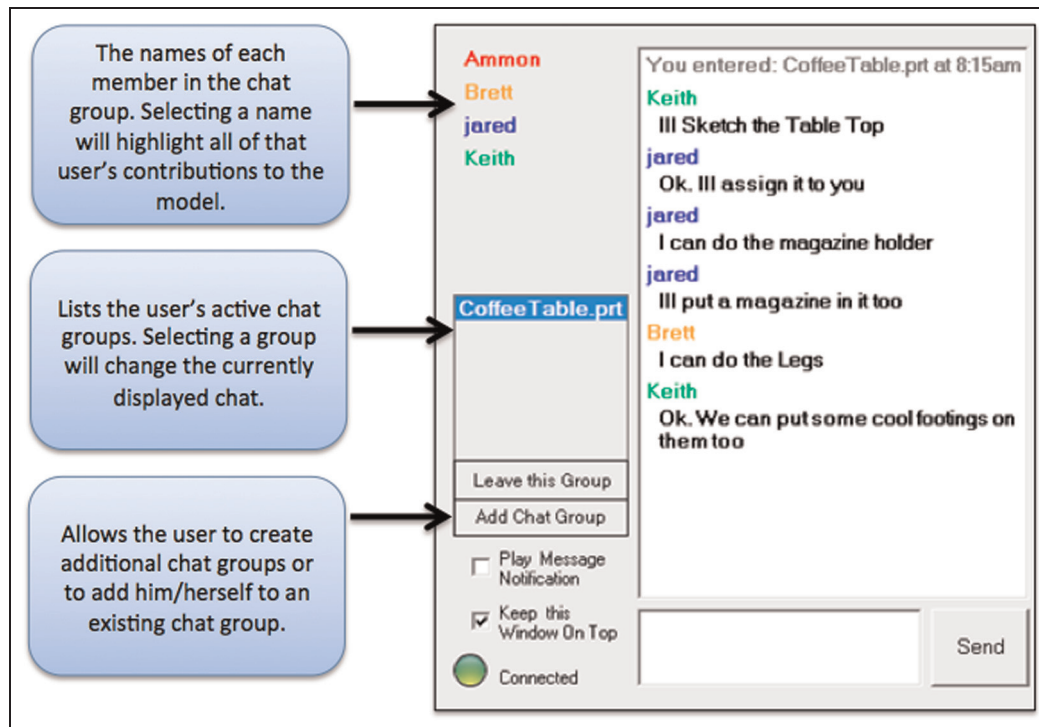 The names of each
member in the chat
group. Selecting a name
will highlight all of that
user's contributions to the
model.
Lists the user's active chat
groups. Selecting a group
will change the currently
displayed chat.
Allows the user to create
additional chat groups or
to add him/herself to an
existing chat group.
Ammon
Brett
jared
Keith
CoffeeTable.prt
Leave this Group
Add Chat Group
Play Message
Notification
Keep this
Window On Top
Connected
You entered: CoffeeTable.prt at 8:15am
Keith
Ill Sketch the Table Top
jared
Ok. Ill assign it to you
jared
I can do the magazine holder
jared
Ill put a magazine in it too
Brett
I can do the Legs
Keith
Ok. We can put some cool footings on
them too
Send